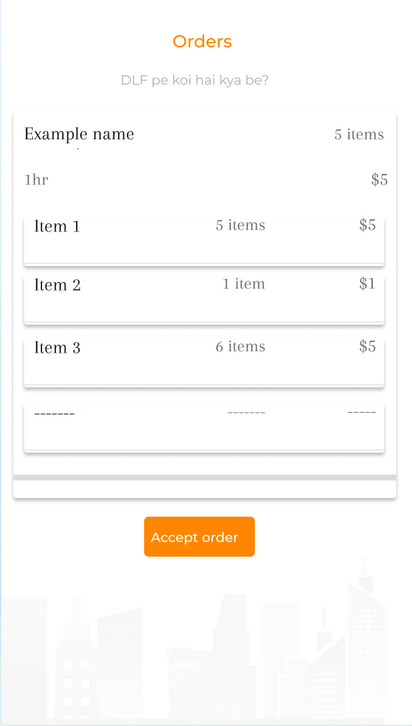 Orders
DLF pe koi hai kya be?
Example name 5 items
1hr $5
Item 1 5 items $5
Item 2 1 item $1
Item 3 6 items $5
------- ------- -----
Accept order